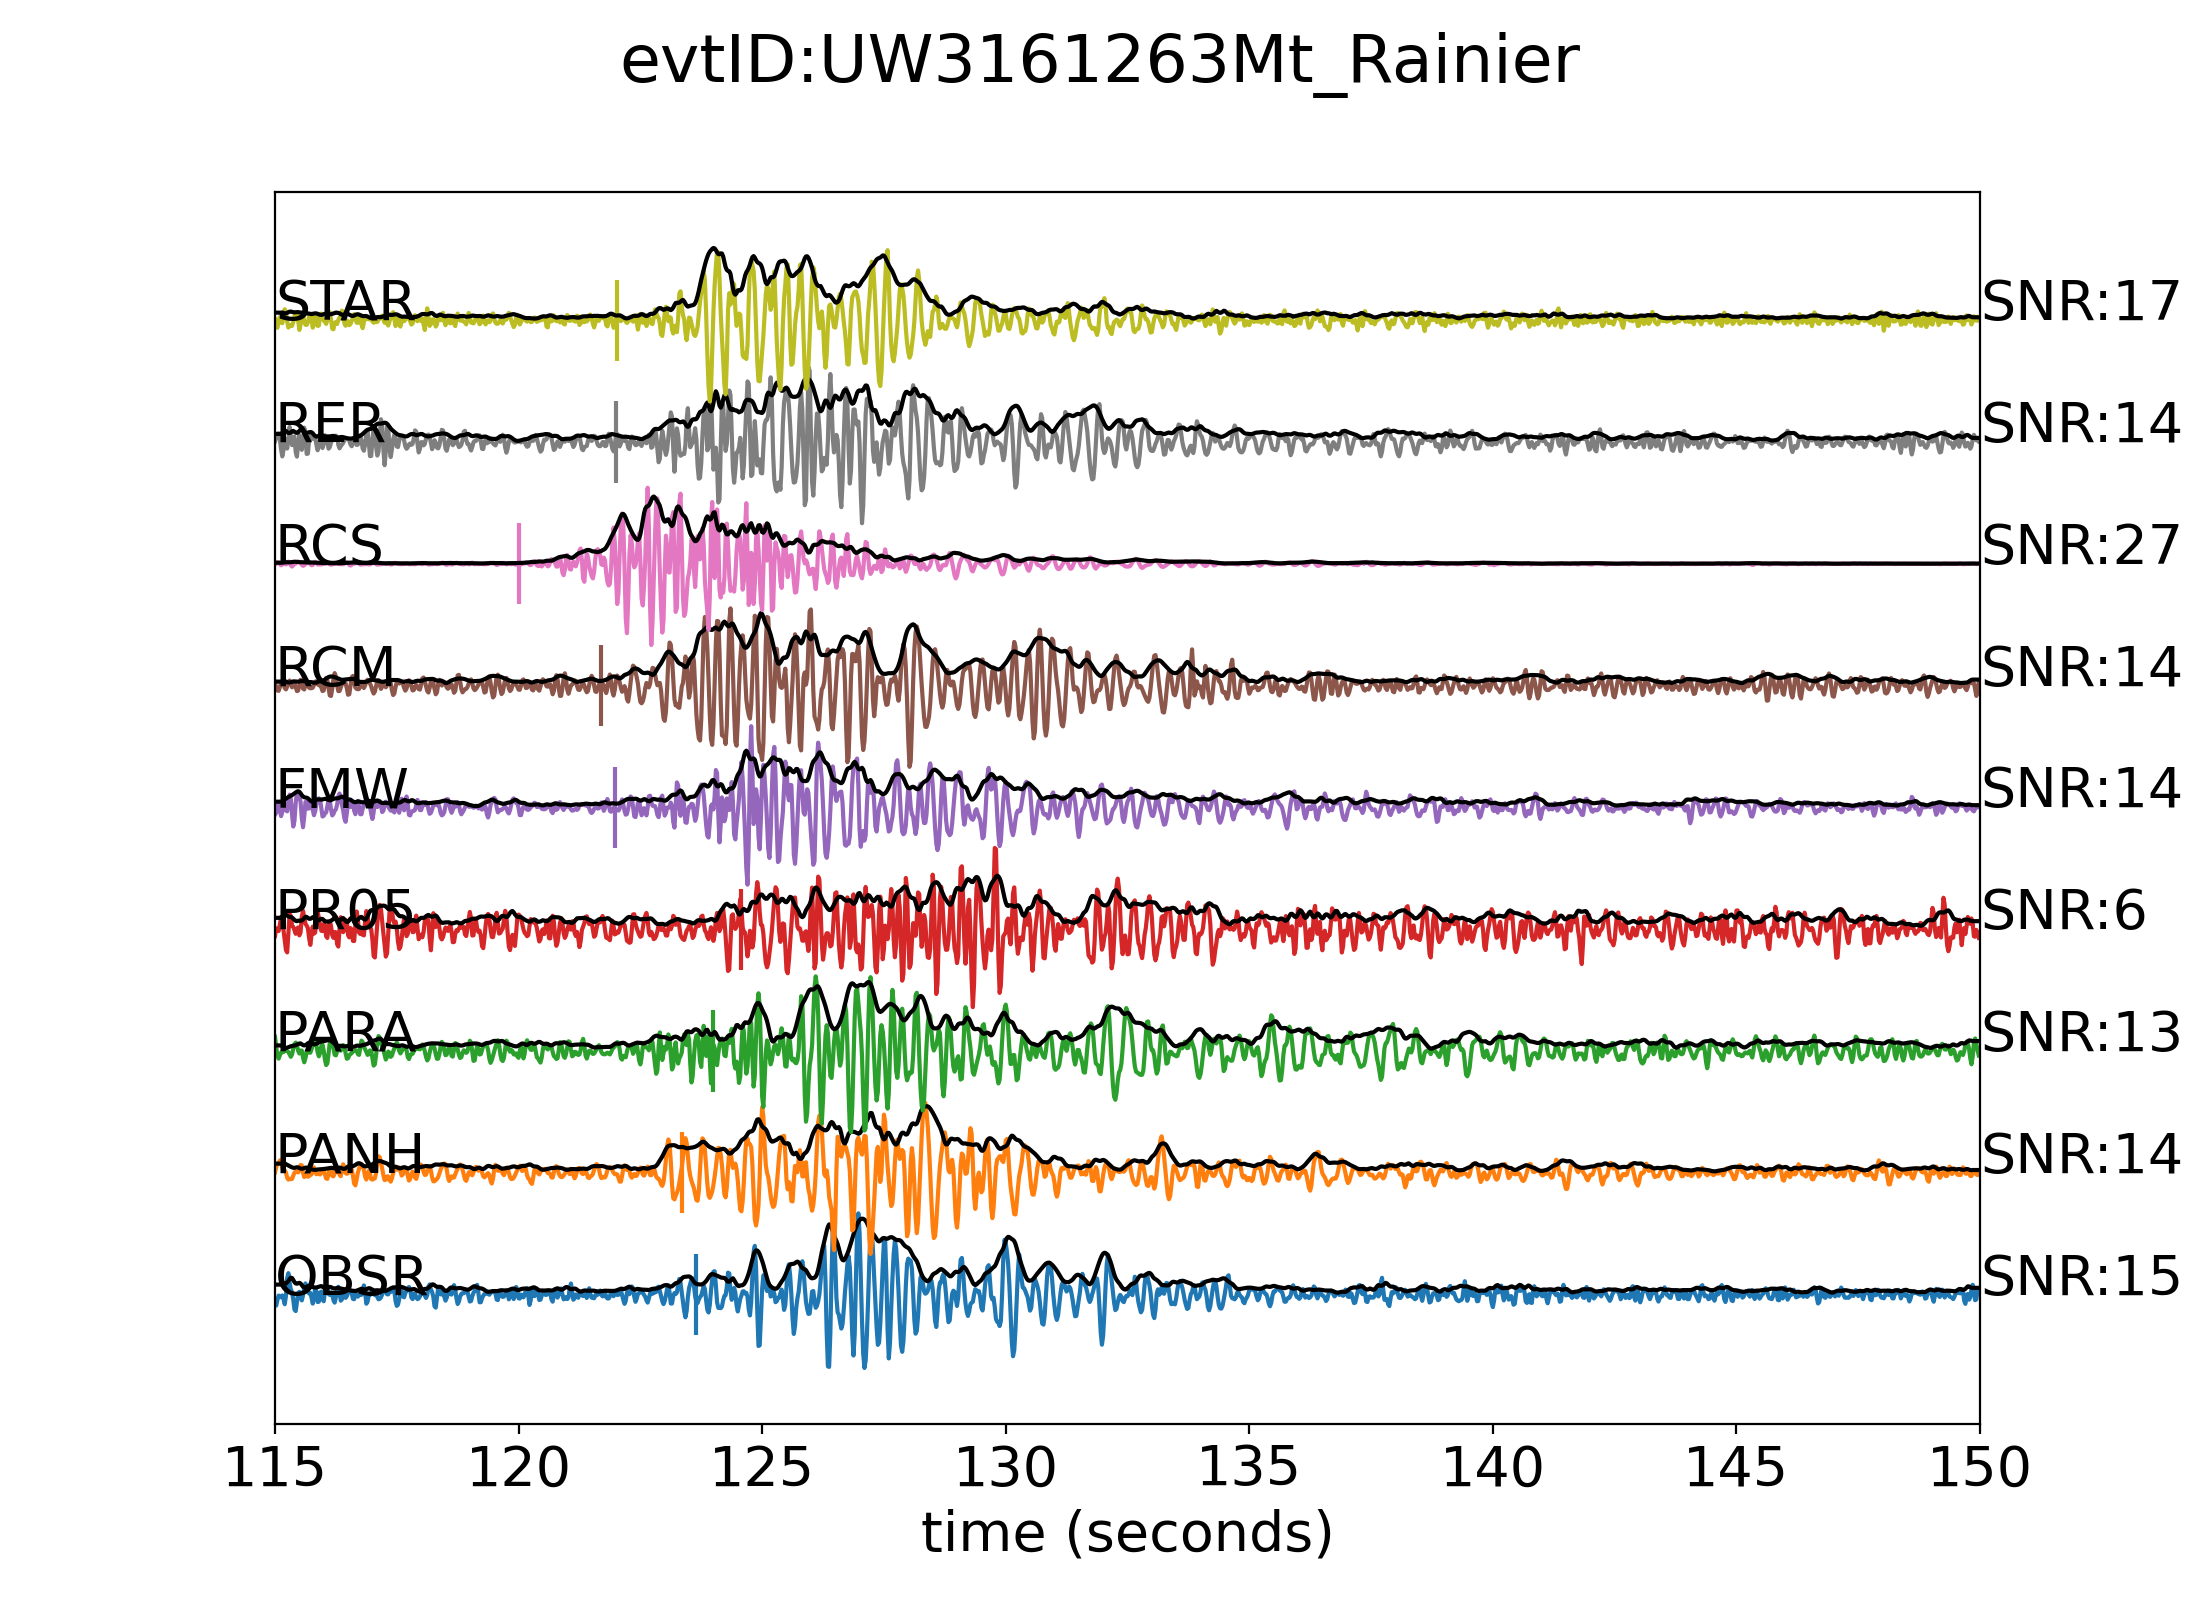 evtID:UW3161263Mt_Rainier
STAR SNR:17
RER SNR:14
RCS SNR:27
RCM SNR:14
FMW SNR:14
PR05 SNR:6
PARA SNR:13
PANH SNR:14
OBSR SNR:15
115 120 125 130 135 140 145 150
time (seconds)